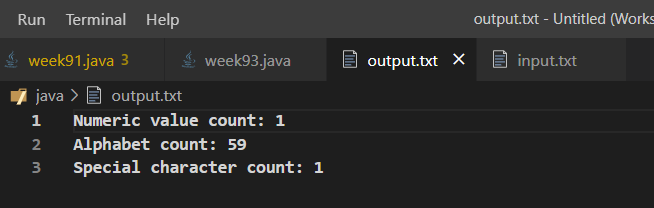 Run Terminal Help output.txt - Untitled (Works
week91.java 3 week93.java output.txt × input.txt
java > output.txt
1 Numeric value count: 1
2 Alphabet count: 59
3 Special character count: 1